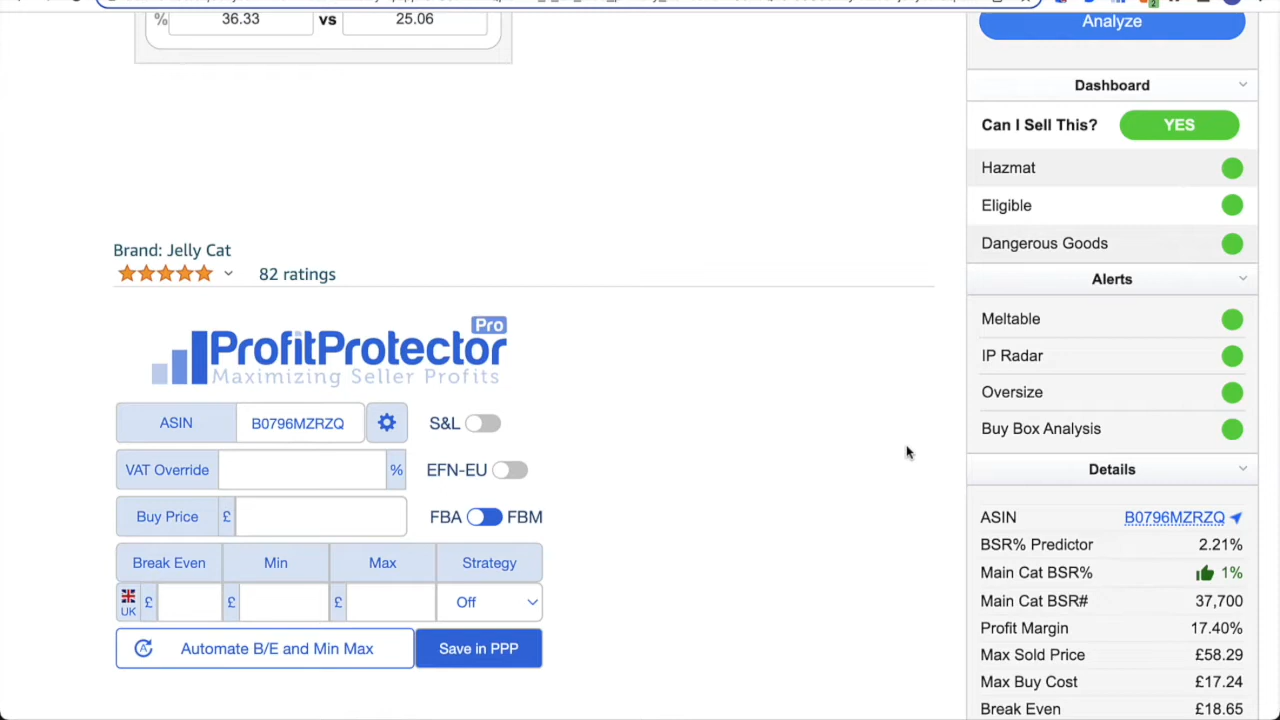 % 36.33 vs 25.06
Brand: Jelly Cat
82 ratings
Pro
ProfitProtector
Maximizing Seller Profits
ASIN B0796MZRZQ S&L
VAT Override % EFN-EU
Buy Price £ FBA FBM
Break Even Min Max Strategy
UK £ £ £ Off
Automate B/E and Min Max Save in PPP
Analyze
Dashboard
Can I Sell This? YES
Hazmat
Eligible
Dangerous Goods
Alerts
Meltable
IP Radar
Oversize
Buy Box Analysis
Details
ASIN B0796MZRZQ
BSR% Predictor 2.21%
Main Cat BSR% 1%
Main Cat BSR# 37,700
Profit Margin 17.40%
Max Sold Price £58.29
Max Buy Cost £17.24
Break Even £18.65